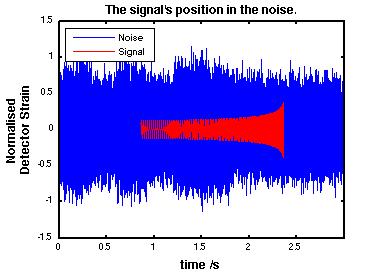 The signal's position in the noise.
1.5
Noise
Signal
1
0.5
0
-0.5
-1
-1.5
Normalised
Detector Strain
0 0.5 1 1.5 2 2.5
time /s